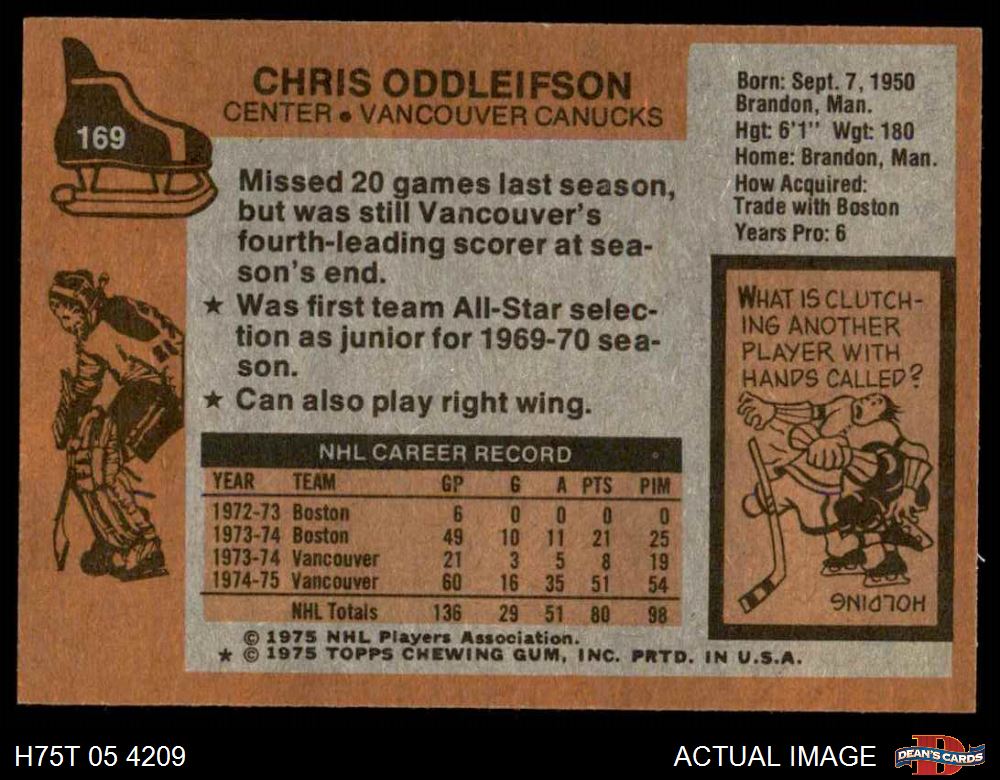 169
CHRIS ODDLEIFSON
CENTER • VANCOUVER CANUCKS
Missed 20 games last season,
but was still Vancouver's
fourth-leading scorer at sea-
son's end.
★ Was first team All-Star selec-
tion as junior for 1969-70 sea-
son.
★ Can also play right wing.
Born: Sept. 7, 1950
Brandon, Man.
Hgt: 6'1" Wgt: 180
Home: Brandon, Man.
How Acquired:
Trade with Boston
Years Pro: 6
WHAT IS CLUTCH-
ING ANOTHER
PLAYER WITH
HANDS CALLED?
HOLDING
NHL CAREER RECORD
YEAR TEAM GP G A PTS PIM
1972-73 Boston 6 0 0 0 0
1973-74 Boston 49 10 11 21 25
1973-74 Vancouver 21 3 5 8 19
1974-75 Vancouver 60 16 35 51 54
NHL Totals 136 29 51 80 98
© 1975 NHL Players Association.
★ © 1975 TOPPS CHEWING GUM, INC. PRTD. IN U.S.A.
H75T 05 4209
ACTUAL IMAGE
DEAN'S CARDS